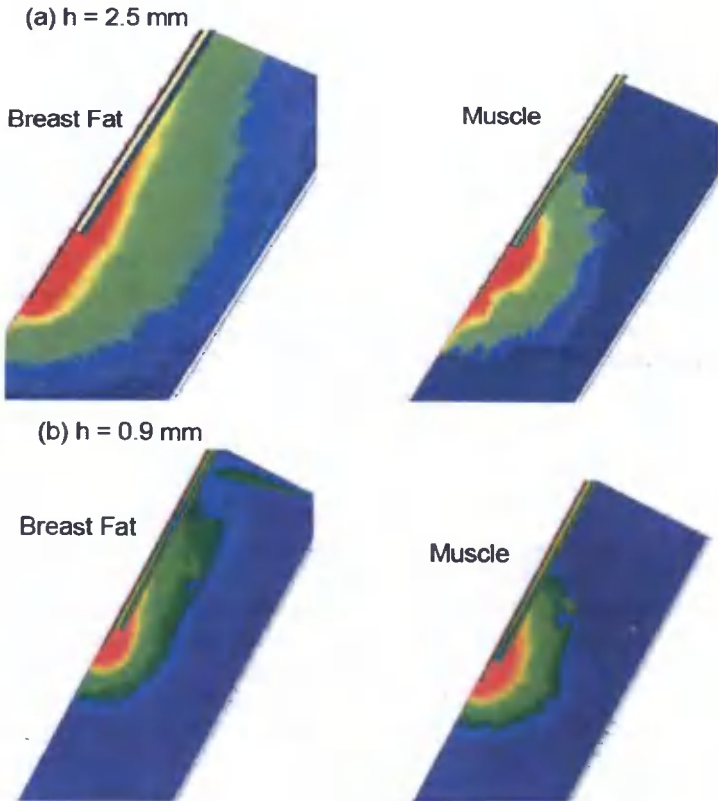 (a) h = 2.5 mm
Breast Fat
Muscle
(b) h = 0.9 mm
Breast Fat
Muscle